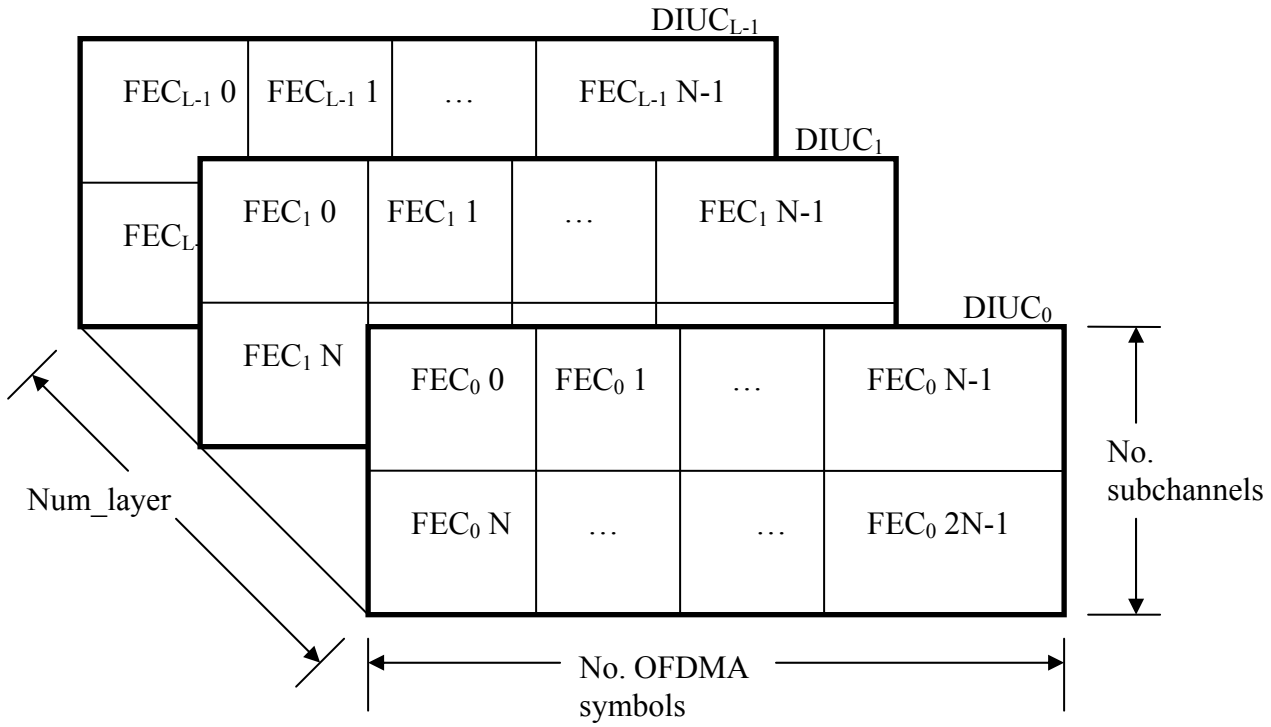 DIUC_L-1
FEC_L-1 0 FEC_L-1 1 … FEC_L-1 N-1
DIUC_1
FEC_1 0 FEC_1 1 … FEC_1 N-1
FEC_L-
DIUC_0
FEC_1 N
FEC_0 0 FEC_0 1 … FEC_0 N-1
No.
subchannels
Num_layer
FEC_0 N … … FEC_0 2N-1
No. OFDMA
symbols